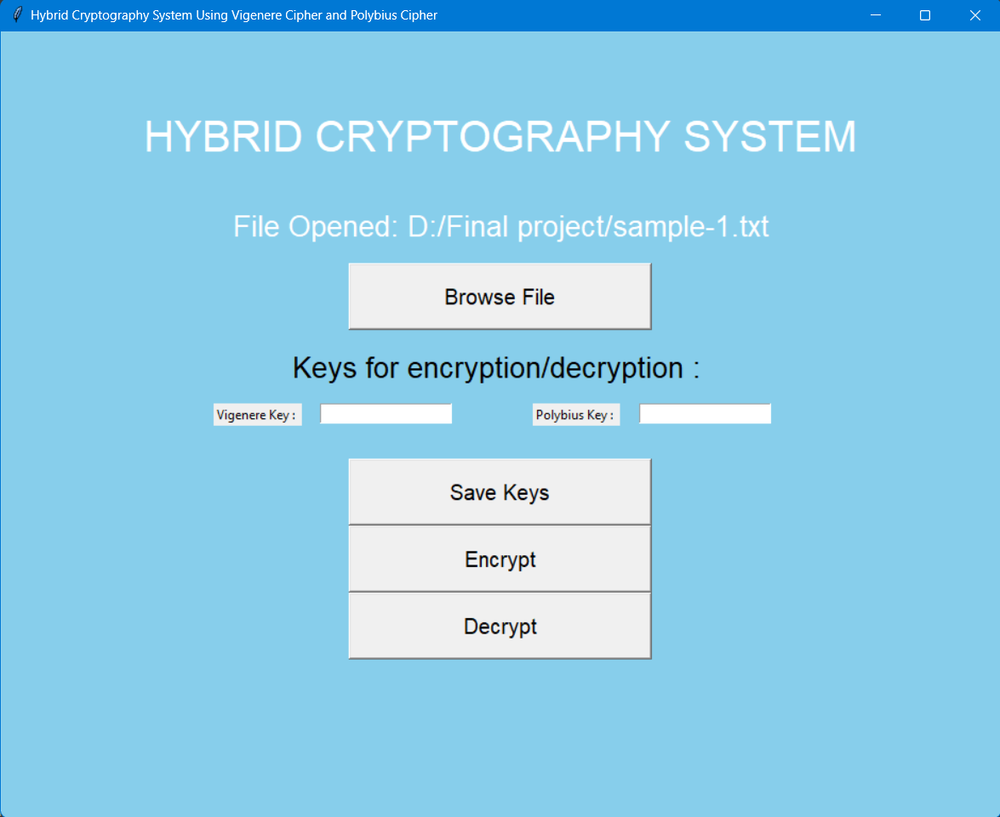 Hybrid Cryptography System Using Vigenere Cipher and Polybius Cipher
HYBRID CRYPTOGRAPHY SYSTEM
File Opened: D:/Final project/sample-1.txt
Browse File
Keys for encryption/decryption :
Vigenere Key : Polybius Key :
Save Keys
Encrypt
Decrypt